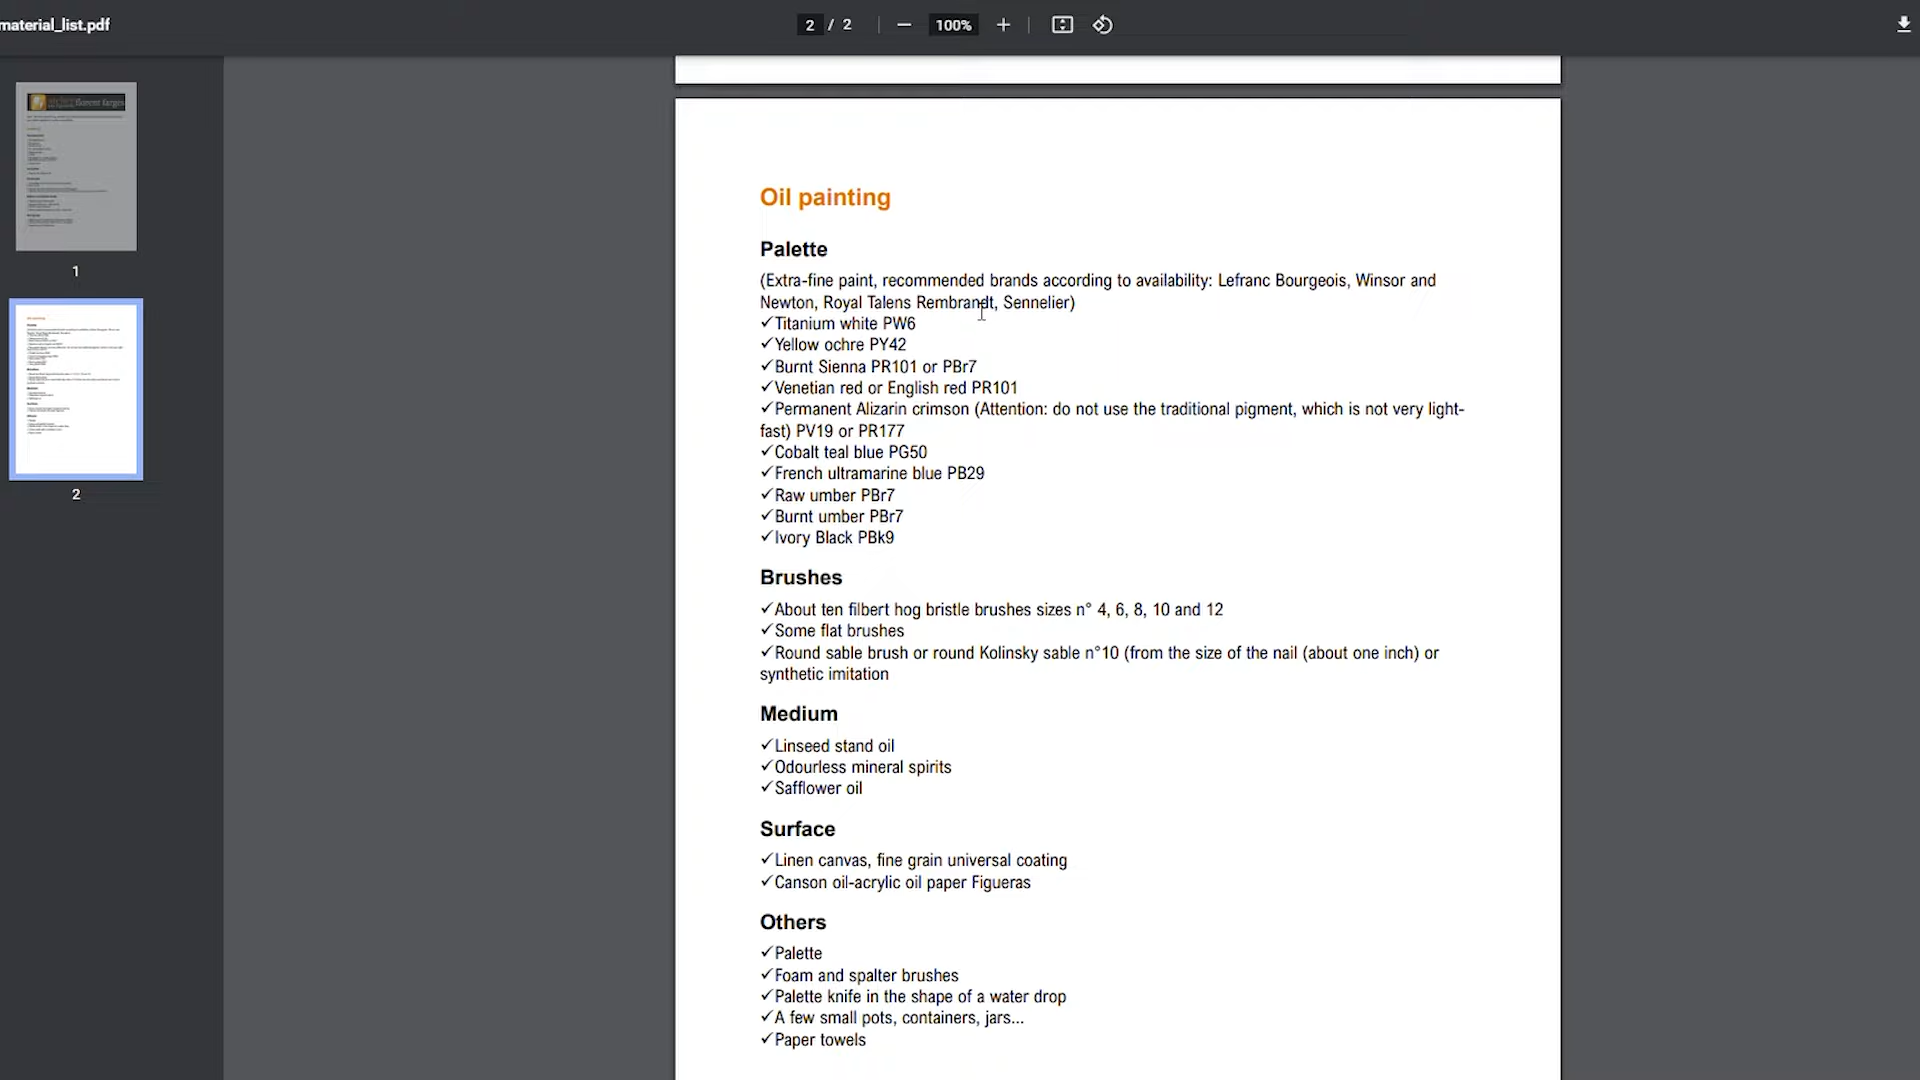 material_list.pdf
2 / 2
100%
florent farges
1
2
Oil painting
Palette
(Extra-fine paint, recommended brands according to availability: Lefranc Bourgeois, Winsor and
Newton, Royal Talens Rembrandt, Sennelier)
✓Titanium white PW6
✓Yellow ochre PY42
✓Burnt Sienna PR101 or PBr7
✓Venetian red or English red PR101
✓Permanent Alizarin crimson (Attention: do not use the traditional pigment, which is not very light-
fast) PV19 or PR177
✓Cobalt teal blue PG50
✓French ultramarine blue PB29
✓Raw umber PBr7
✓Burnt umber PBr7
✓Ivory Black PBk9
Brushes
✓About ten filbert hog bristle brushes sizes n° 4, 6, 8, 10 and 12
✓Some flat brushes
✓Round sable brush or round Kolinsky sable n°10 (from the size of the nail (about one inch) or
synthetic imitation
Medium
✓Linseed stand oil
✓Odourless mineral spirits
✓Safflower oil
Surface
✓Linen canvas, fine grain universal coating
✓Canson oil-acrylic oil paper Figueras
Others
✓Palette
✓Foam and spalter brushes
✓Palette knife in the shape of a water drop
✓A few small pots, containers, jars...
✓Paper towels